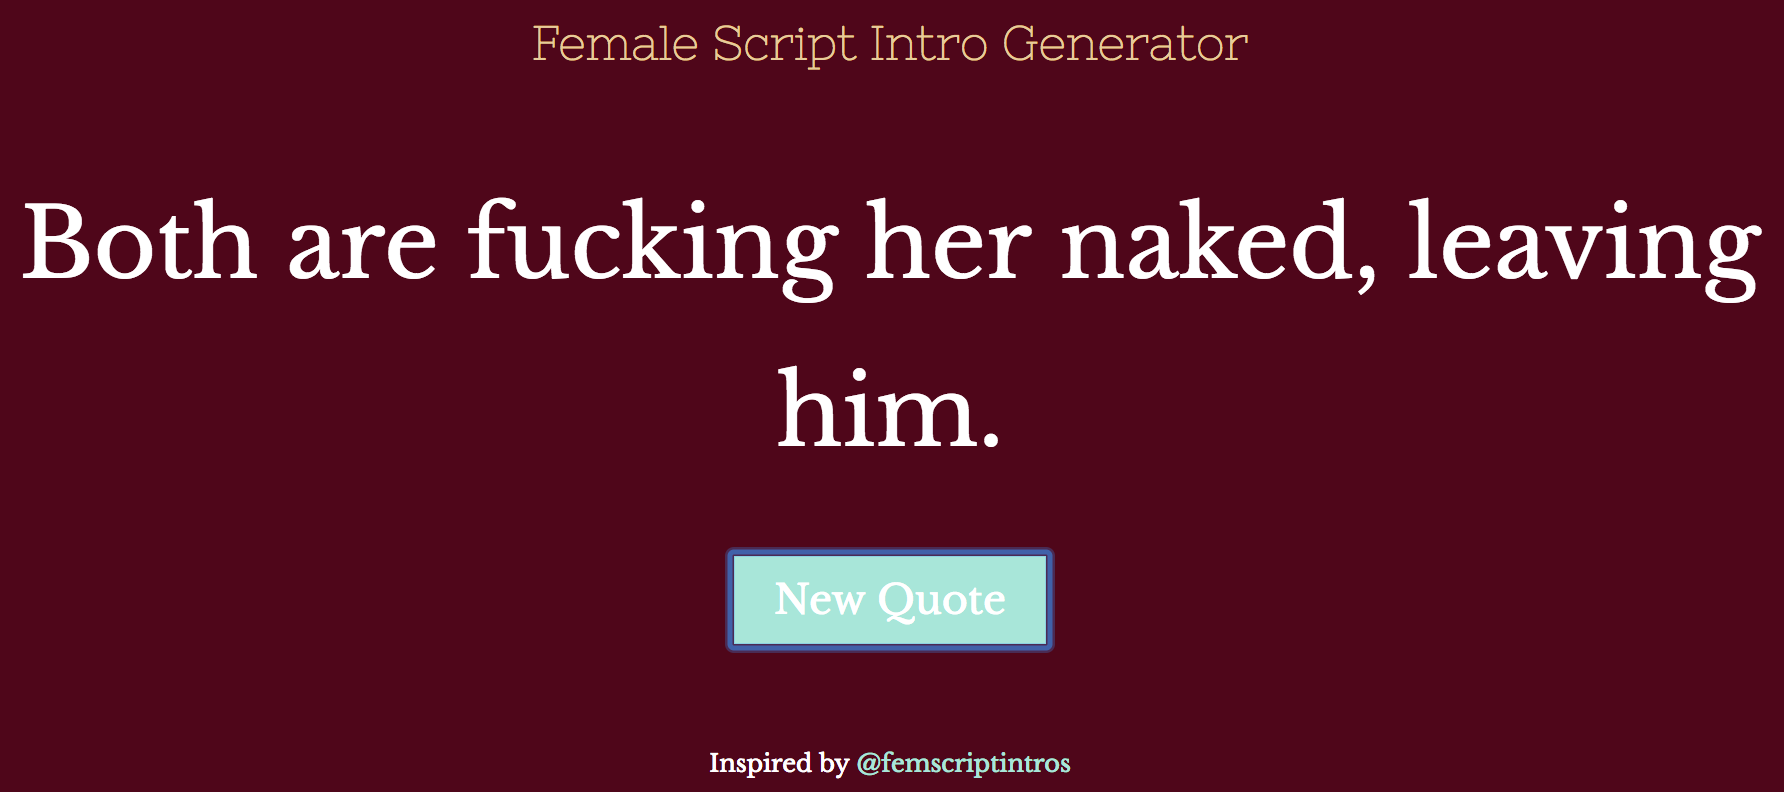 Female Script Intro Generator
Both are fucking her naked, leaving
him.
New Quote
Inspired by @femscriptintros